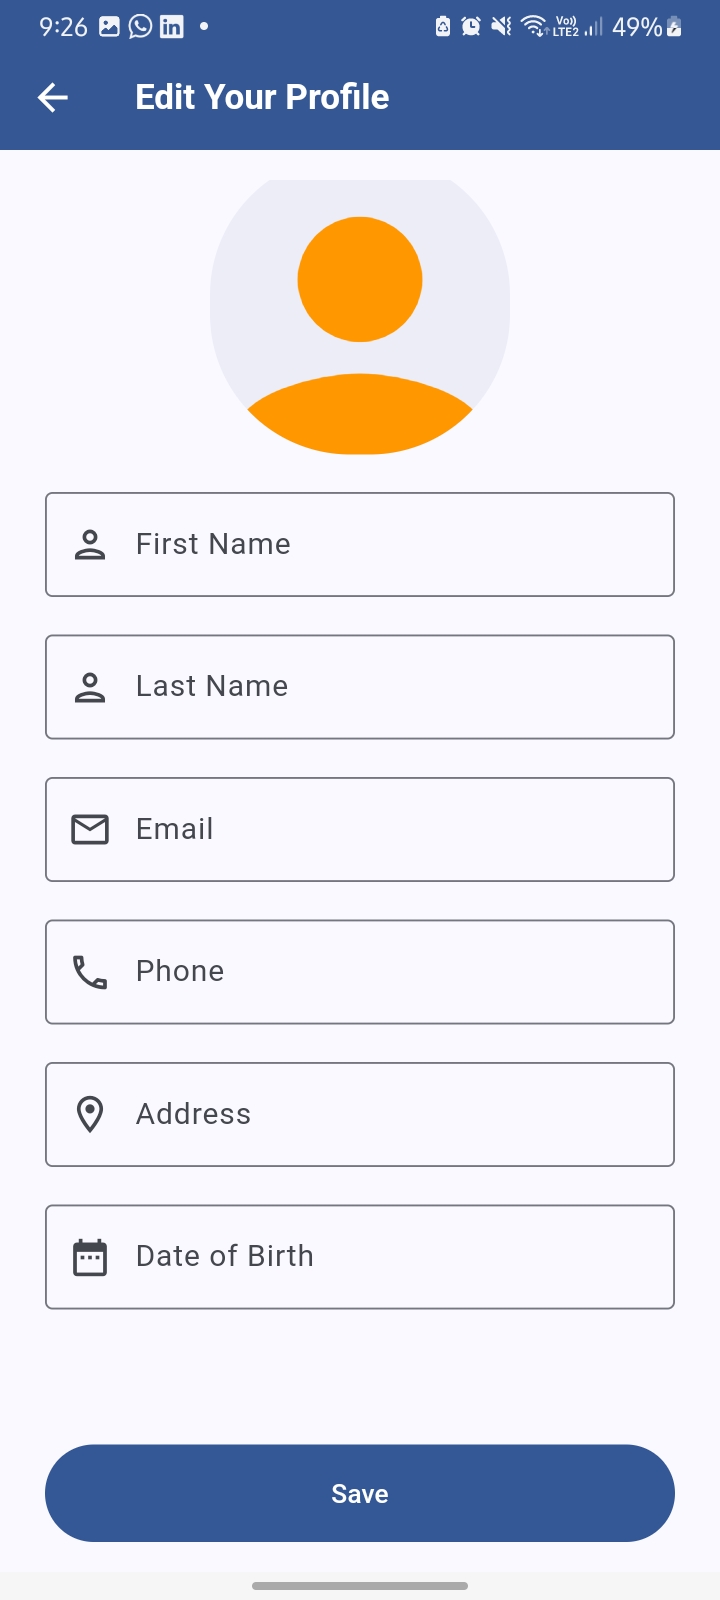 9:26 in Vo)) LTE2 49%
Edit Your Profile
First Name
Last Name
Email
Phone
Address
Date of Birth
Save